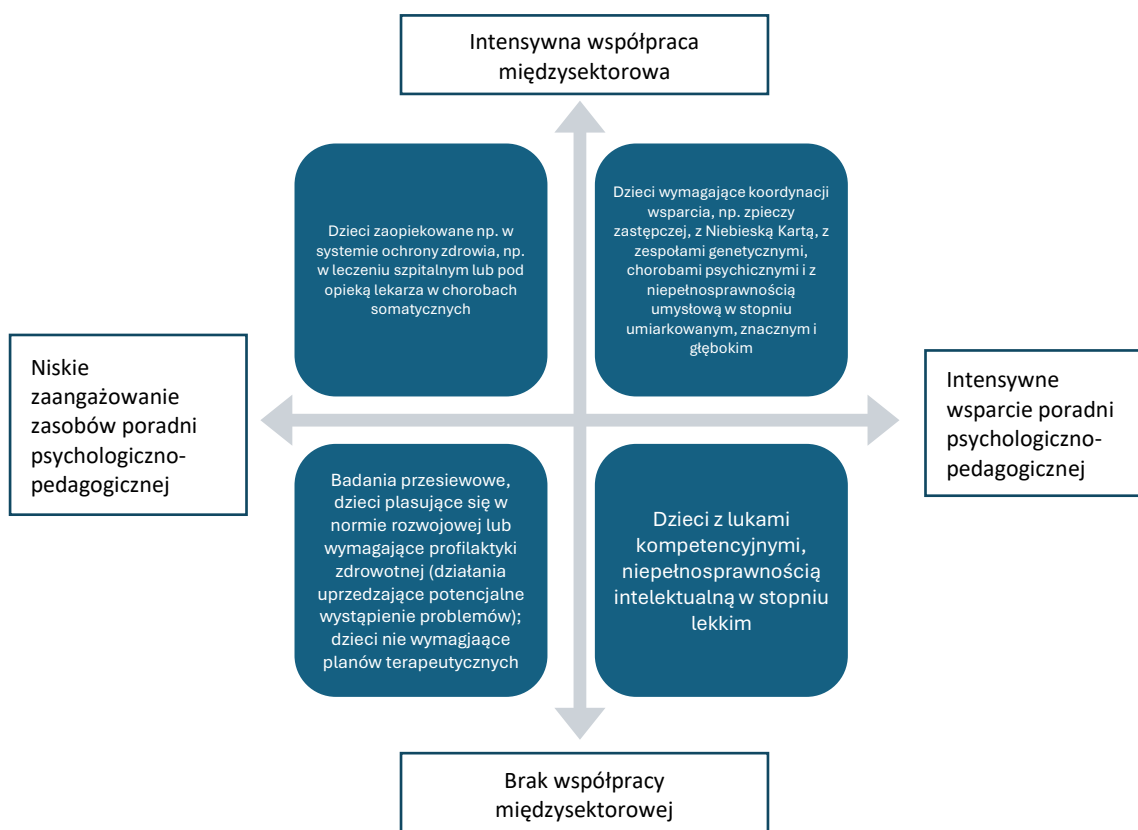 Intensywna współpraca
międzysektorowa
Dzieci zaopiekowane np. w
systemie ochrony zdrowia, np.
w leczeniu szpitalnym lub pod
opieką lekarza w chorobach
somatycznych
Dzieci wymagające koordynacji
wsparcia, np. zpieczy
zastępczej, z Niebieską Kartą, z
zespołami genetycznymi,
chorobami psychicznymi i z
niepełnosprawnością
umysłową w stopniu
umiarkowanym, znacznym i
głębokim
Niskie
zaangażowanie
zasobów poradni
psychologiczno-
pedagogicznej
Intensywne
wsparcie poradni
psychologiczno-
pedagogicznej
Badania przesiewowe,
dzieci plasujące się w
normie rozwojowej lub
wymagające profilaktyki
zdrowotnej (działania
uprzedzające potencjalne
wystąpienie problemów);
dzieci nie wymagjaące
planów terapeutycznych
Dzieci z lukami
kompetencyjnymi,
niepełnosprawnością
intelektualną w stopniu
lekkim
Brak współpracy
międzysektorowej